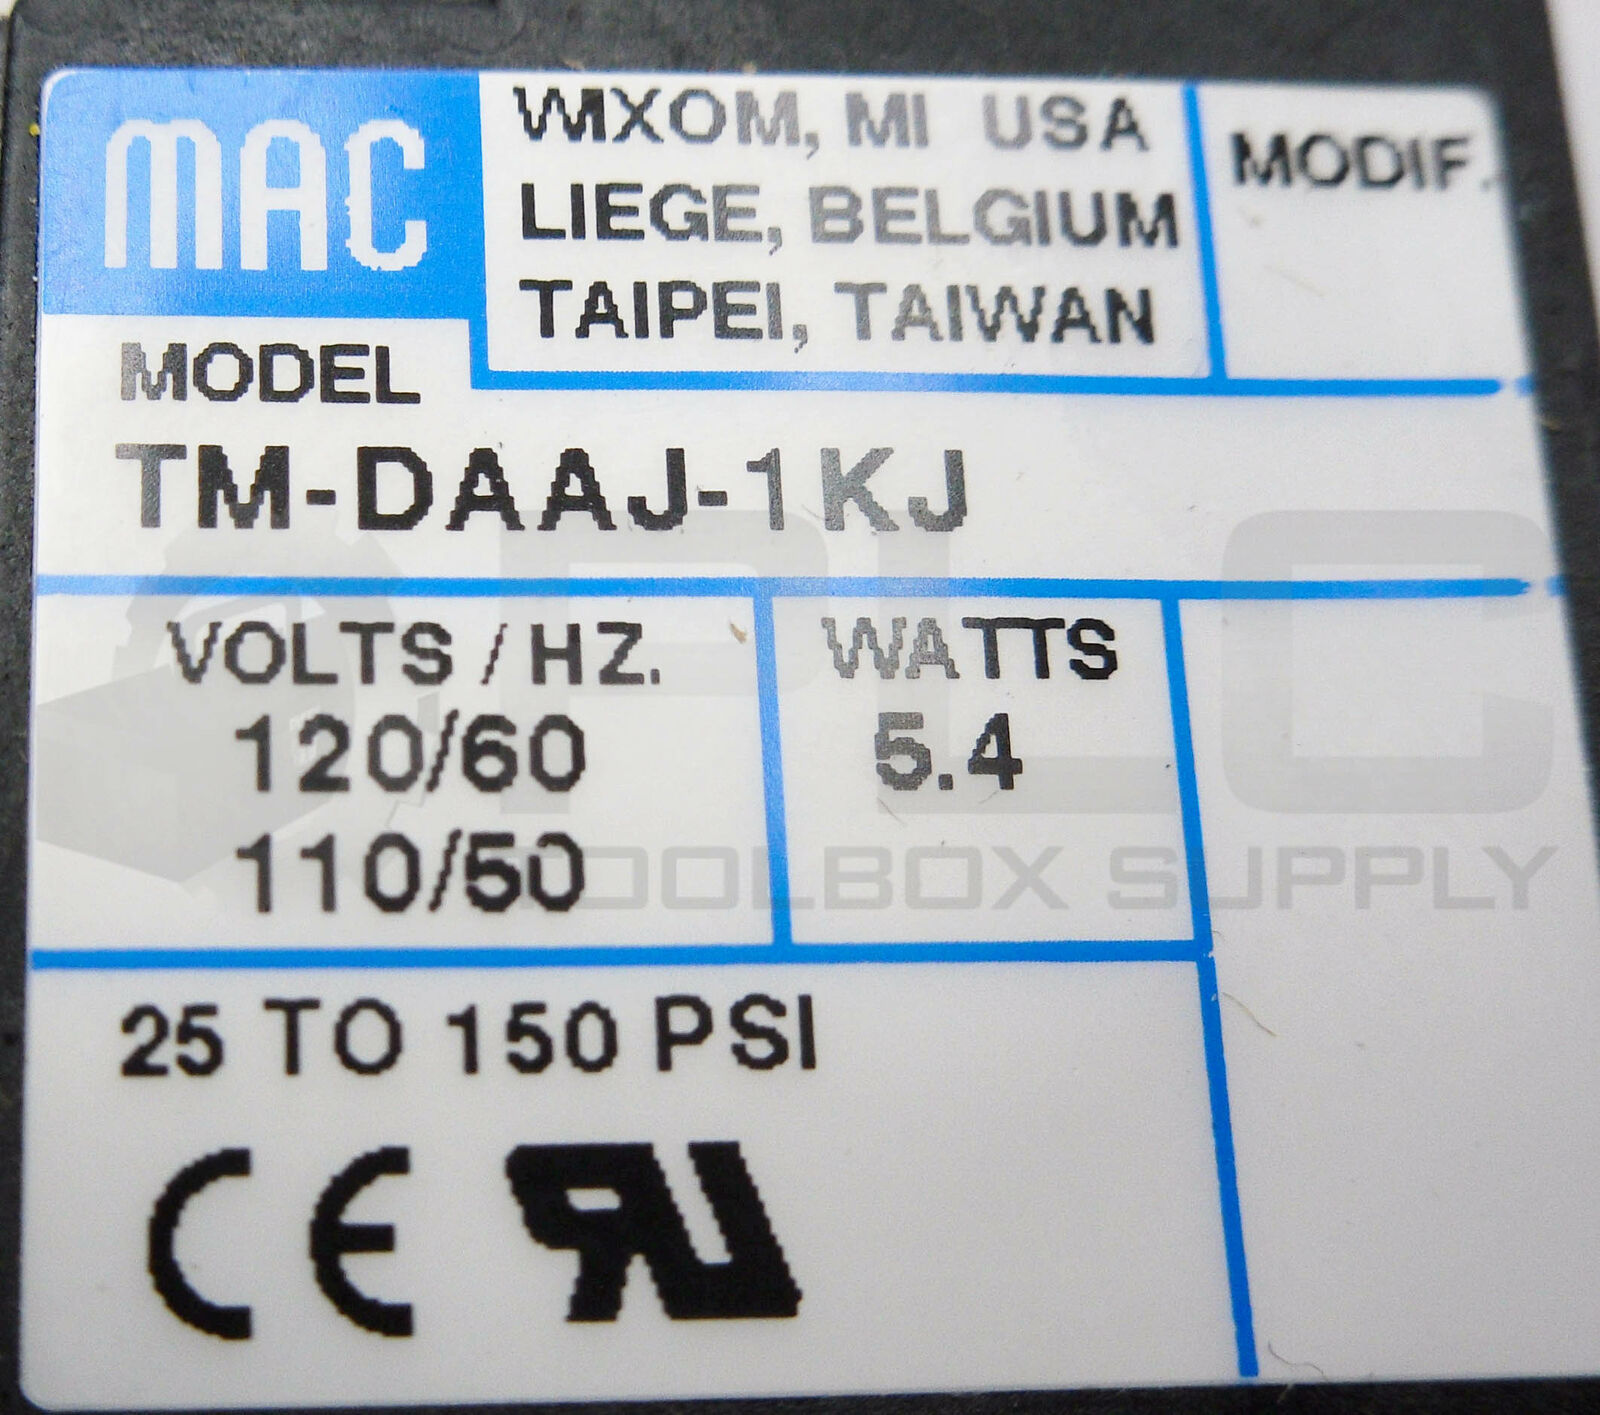 MAC
WIXOM, MI USA
LIEGE, BELGIUM
TAIPEI, TAIWAN
MODIF.
MODEL
TM-DAAJ-1KJ
VOLTS / HZ.
120/60
110/50
WATTS
5.4
25 TO 150 PSI
CE RU
PLC
TOOLBOX SUPPLY